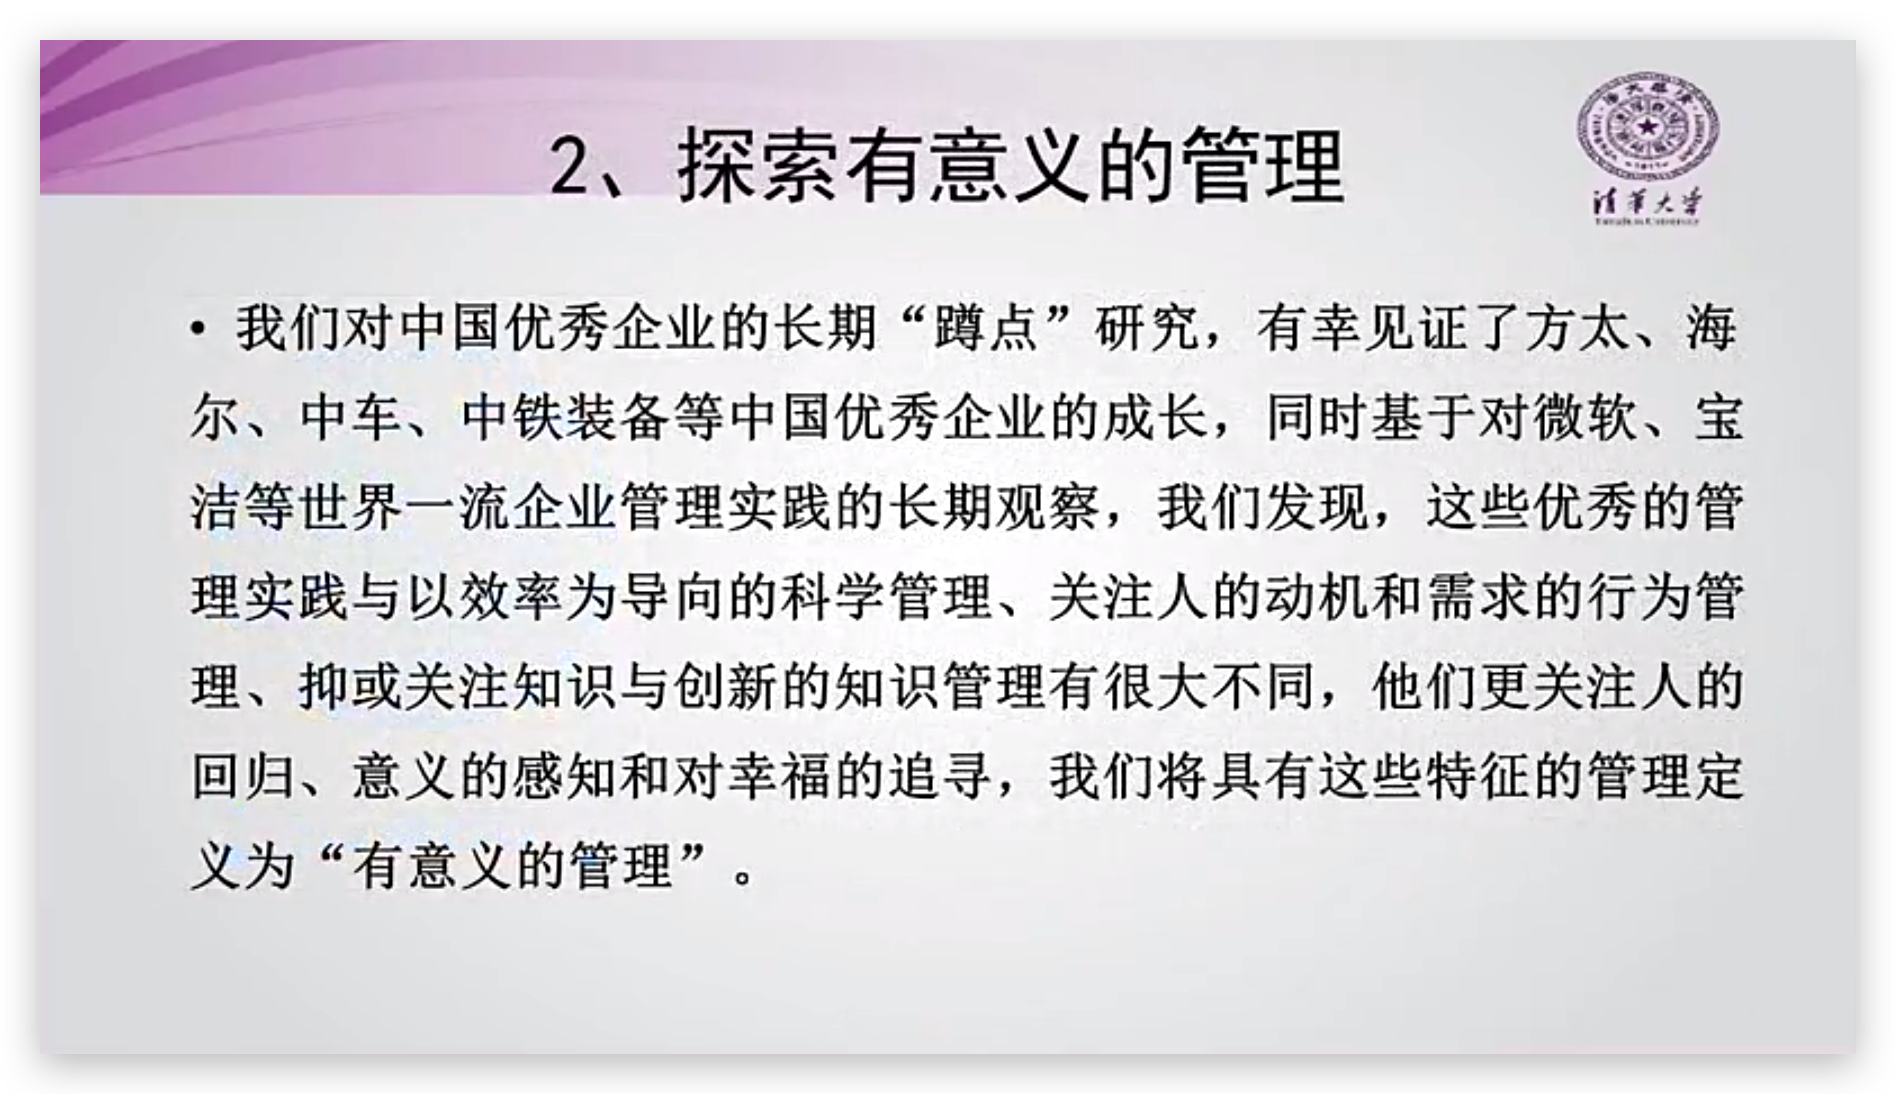 2、探索有意义的管理
清华大学
Tsinghua University
• 我们对中国优秀企业的长期“蹲点”研究，有幸见证了方太、海
尔、中车、中铁装备等中国优秀企业的成长，同时基于对微软、宝
洁等世界一流企业管理实践的长期观察，我们发现，这些优秀的管
理实践与以效率为导向的科学管理、关注人的动机和需求的行为管
理、抑或关注知识与创新的知识管理有很大不同，他们更关注人的
回归、意义的感知和对幸福的追寻，我们将具有这些特征的管理定
义为“有意义的管理”。